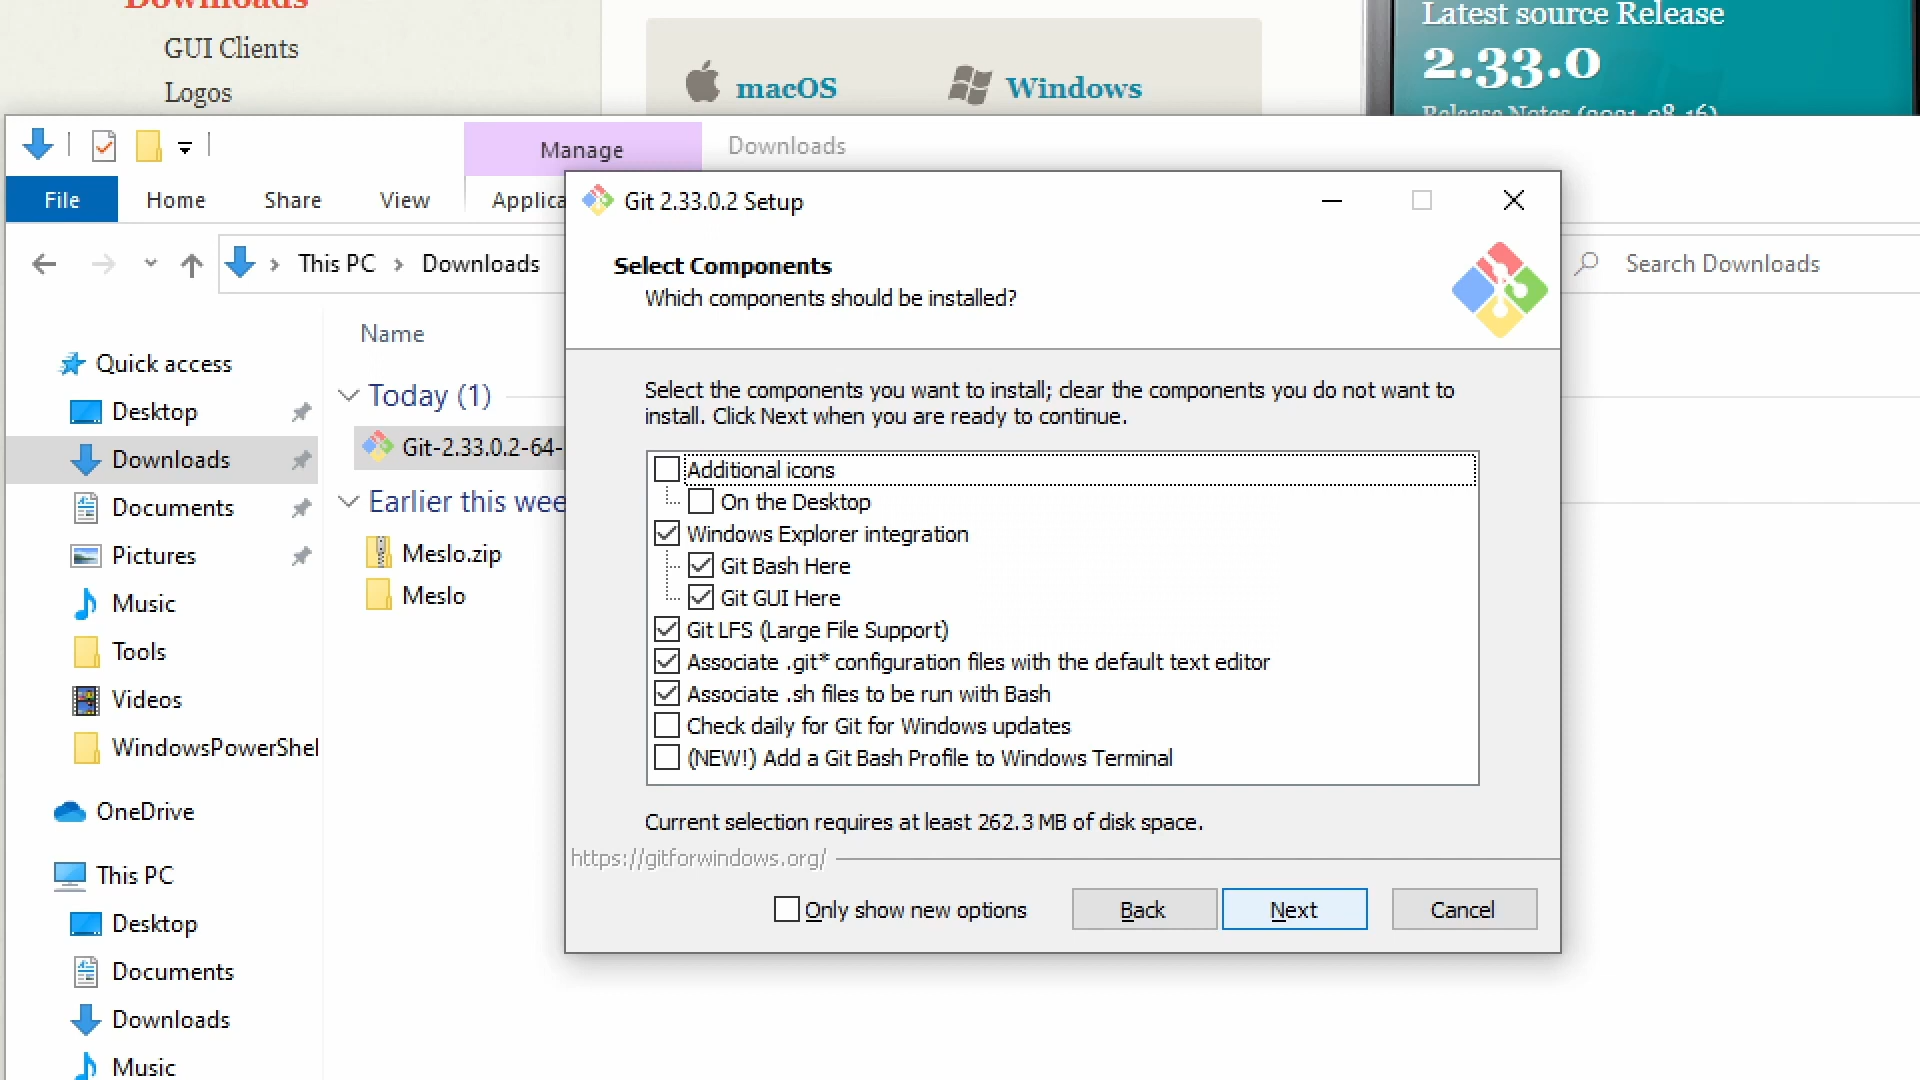 Downloads
GUI Clients
Logos
macOS
Windows
Latest source Release
2.33.0
Release Notes (2021-08-16)
Manage
Downloads
File
Home
Share
View
Applica
This PC
Downloads
Search Downloads
Name
Quick access
Desktop
Downloads
Documents
Pictures
Music
Tools
Videos
WindowsPowerShel
OneDrive
This PC
Desktop
Documents
Downloads
Music
Today (1)
Git-2.33.0.2-64-
Earlier this wee
Meslo.zip
Meslo
Git 2.33.0.2 Setup
Select Components
Which components should be installed?
Select the components you want to install; clear the components you do not want to
install. Click Next when you are ready to continue.
Additional icons
On the Desktop
Windows Explorer integration
Git Bash Here
Git GUI Here
Git LFS (Large File Support)
Associate .git* configuration files with the default text editor
Associate .sh files to be run with Bash
Check daily for Git for Windows updates
(NEW!) Add a Git Bash Profile to Windows Terminal
Current selection requires at least 262.3 MB of disk space.
https://gitforwindows.org/
Only show new options
Back
Next
Cancel